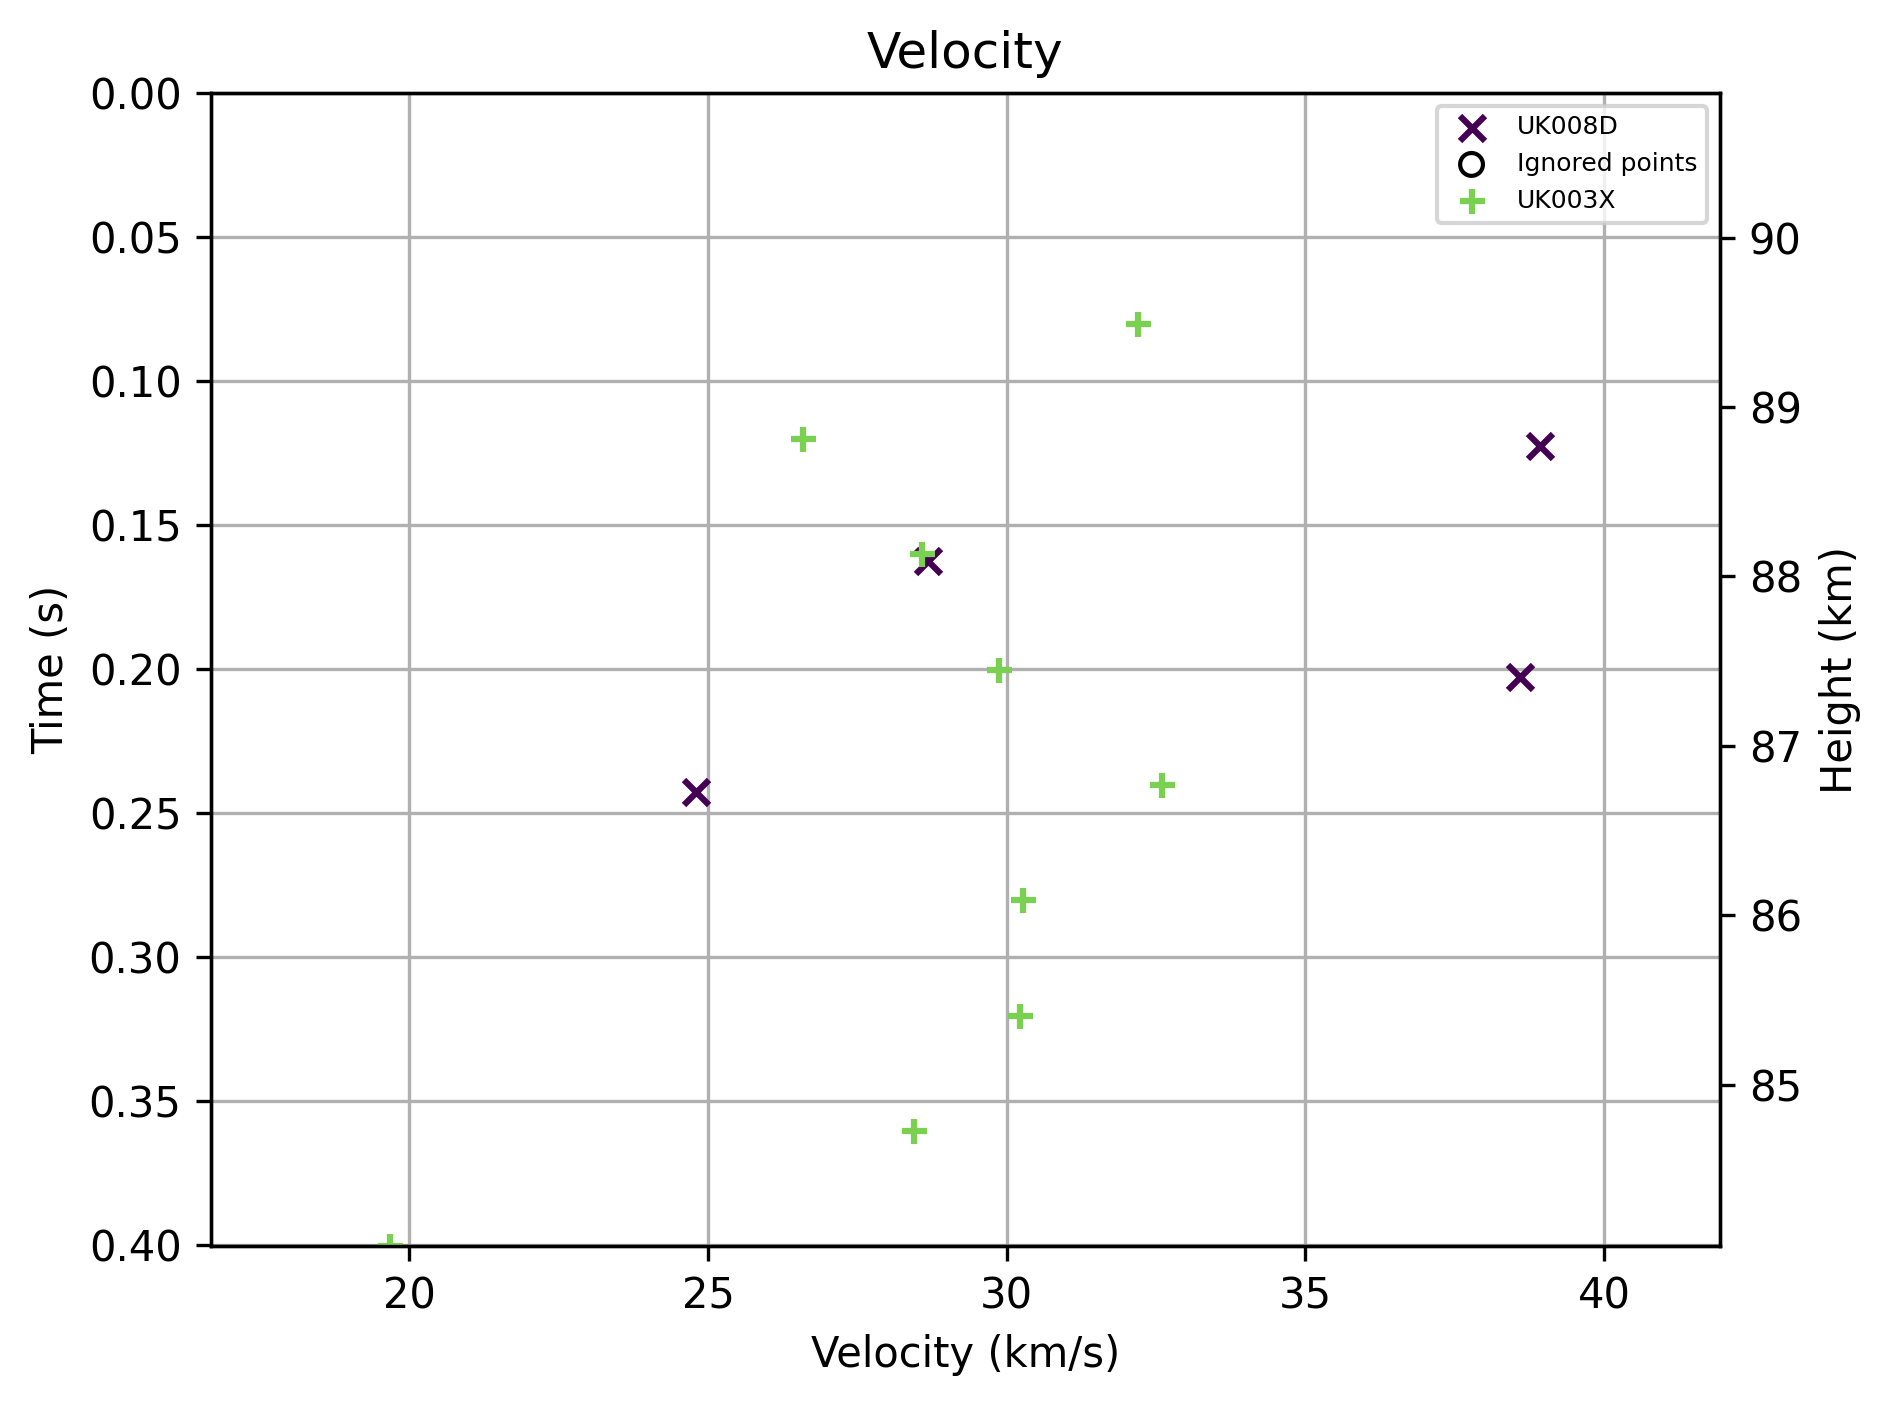 Velocity
UK008D
Ignored points
UK003X
0.00
0.05
0.10
0.15
0.20
0.25
0.30
0.35
0.40
Time (s)
90
89
88
87
86
85
Height (km)
20 25 30 35 40
Velocity (km/s)